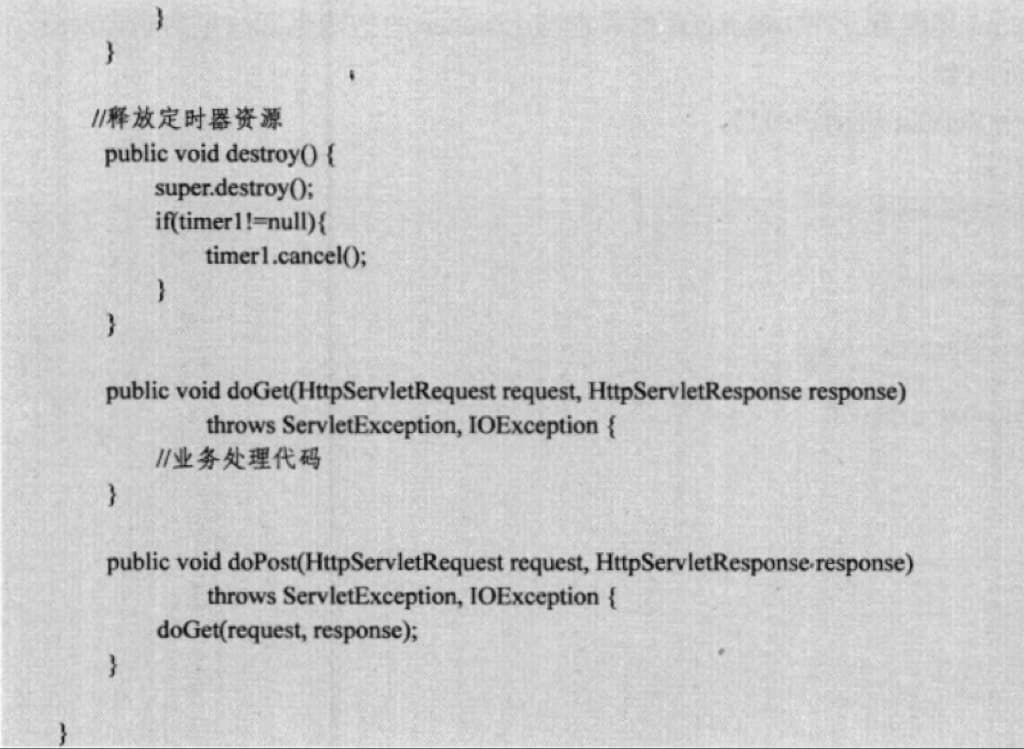 }
}
//释放定时器资源
public void destroy() {
super.destroy();
if(timer1!=null){
timer1.cancel();
}
}
public void doGet(HttpServletRequest request, HttpServletResponse response)
throws ServletException, IOException {
//业务处理代码
}
public void doPost(HttpServletRequest request, HttpServletResponse response)
throws ServletException, IOException {
doGet(request, response);
}
}